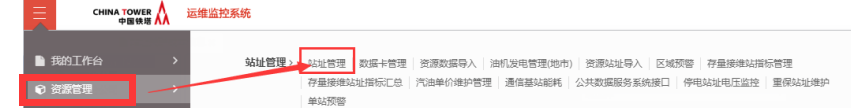 CHINA TOWER
中国铁塔
运维监控系统
我的工作台 >
资源管理 >
站址管理 > 站址管理 | 数据卡管理 | 资源数据导入 | 油机发电管理(地市) | 资源站址导入 | 区域预警 | 存量接维站指标管理
存量接维站址指标汇总 | 汽油单价维护管理 | 通信基站能耗 | 公共数据服务系统接口 | 停电站址电压监控 | 重保站址维护
单站预警